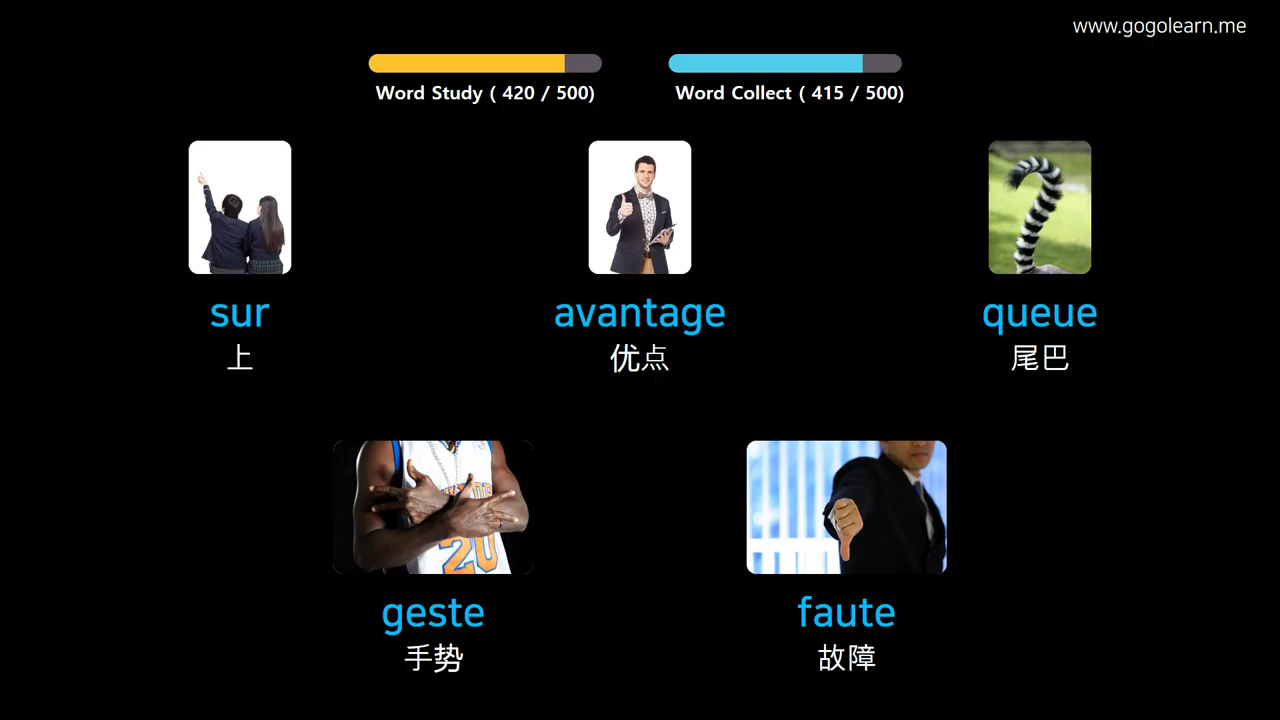 www.gogolearn.me
Word Study ( 420 / 500)
Word Collect ( 415 / 500)
sur
上
avantage
优点
queue
尾巴
20
geste
手势
faute
故障